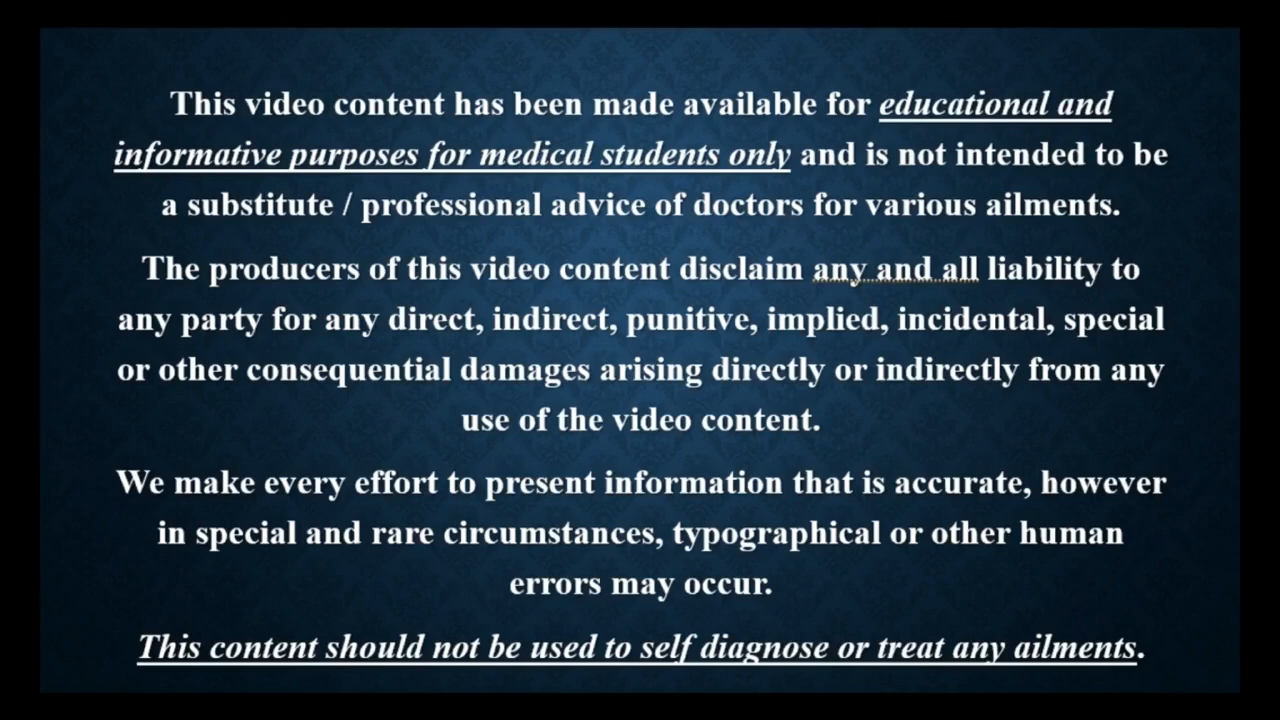 This video content has been made available for educational and
informative purposes for medical students only and is not intended to be
a substitute / professional advice of doctors for various ailments.
The producers of this video content disclaim any and all liability to
any party for any direct, indirect, punitive, implied, incidental, special
or other consequential damages arising directly or indirectly from any
use of the video content.
We make every effort to present information that is accurate, however
in special and rare circumstances, typographical or other human
errors may occur.
This content should not be used to self diagnose or treat any ailments.